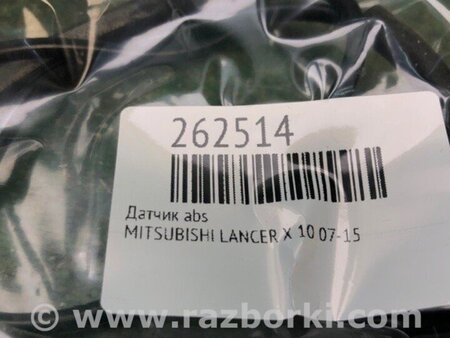 262514
Датчик abs
MITSUBISHI LANCER X 10 07-15
© www.razborki.com